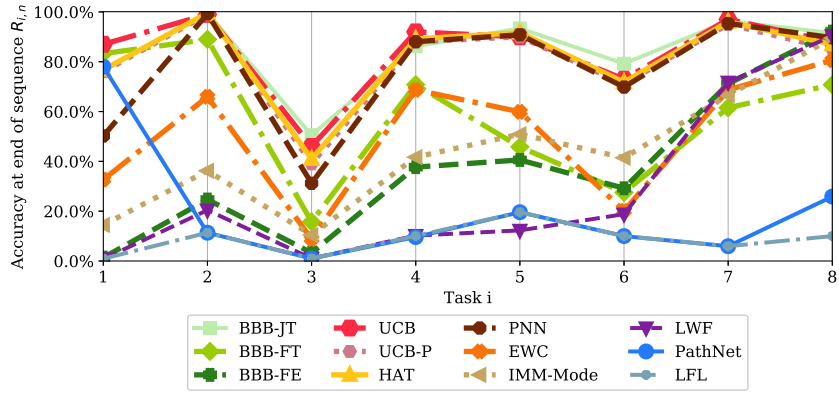 Accuracy at end of sequence R_{i,n}
100.0%
80.0%
60.0%
40.0%
20.0%
0.0%
1 2 3 4 5 6 7 8
Task i
BBB-JT UCB PNN LWF
BBB-FT UCB-P EWC PathNet
BBB-FE HAT IMM-Mode LFL